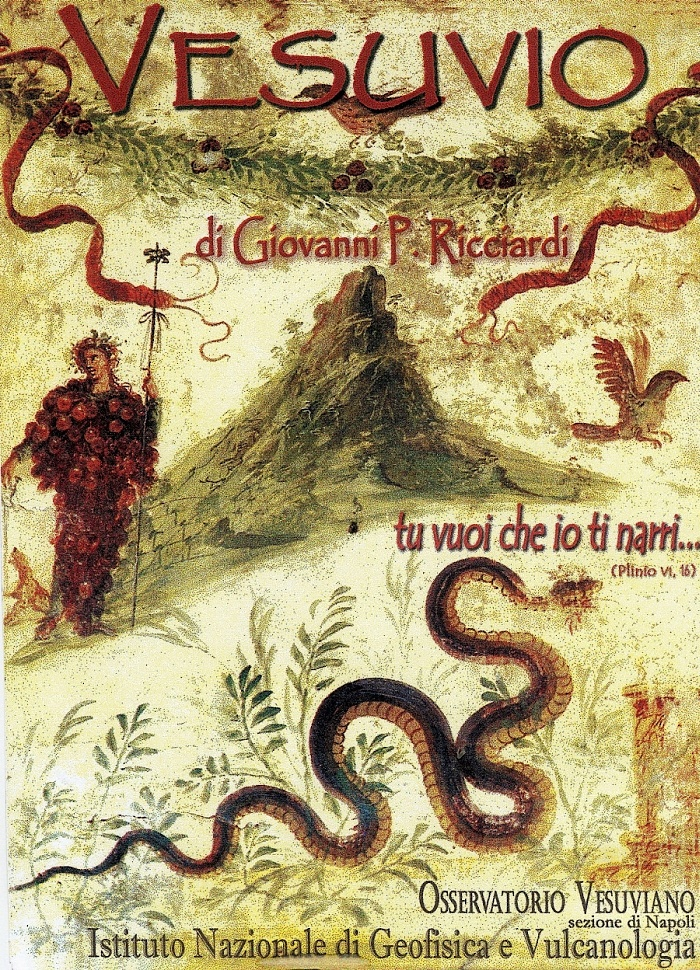 VESUVIO
di Giovanni P. Ricciardi
tu vuoi che io ti narri...
(Plinio vi, 16)
OSSERVATORIO VESUVIANO
sezione di Napoli
Istituto Nazionale di Geofisica e Vulcanologia